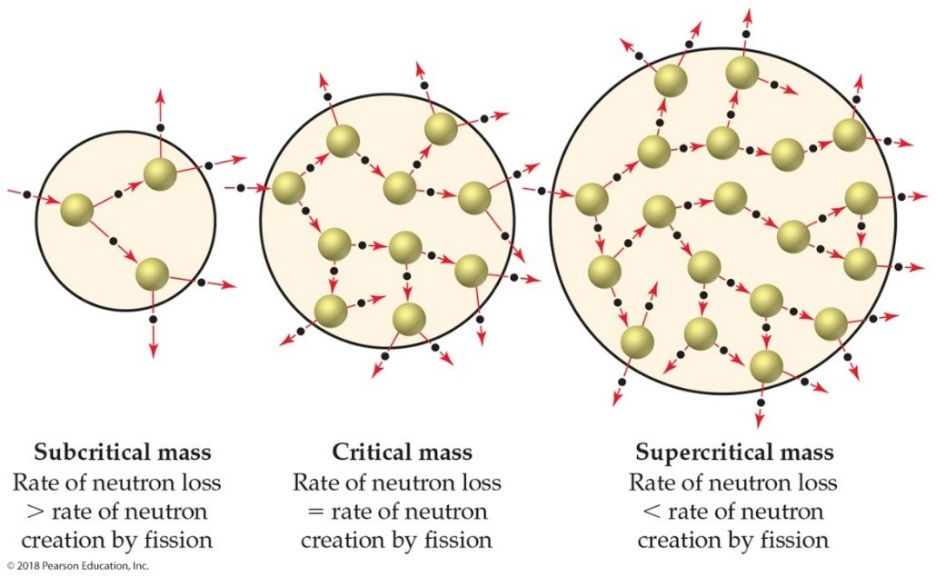 Subcritical mass
Rate of neutron loss
> rate of neutron
creation by fission
Critical mass
Rate of neutron loss
= rate of neutron
creation by fission
Supercritical mass
Rate of neutron loss
< rate of neutron
creation by fission
© 2018 Pearson Education, Inc.